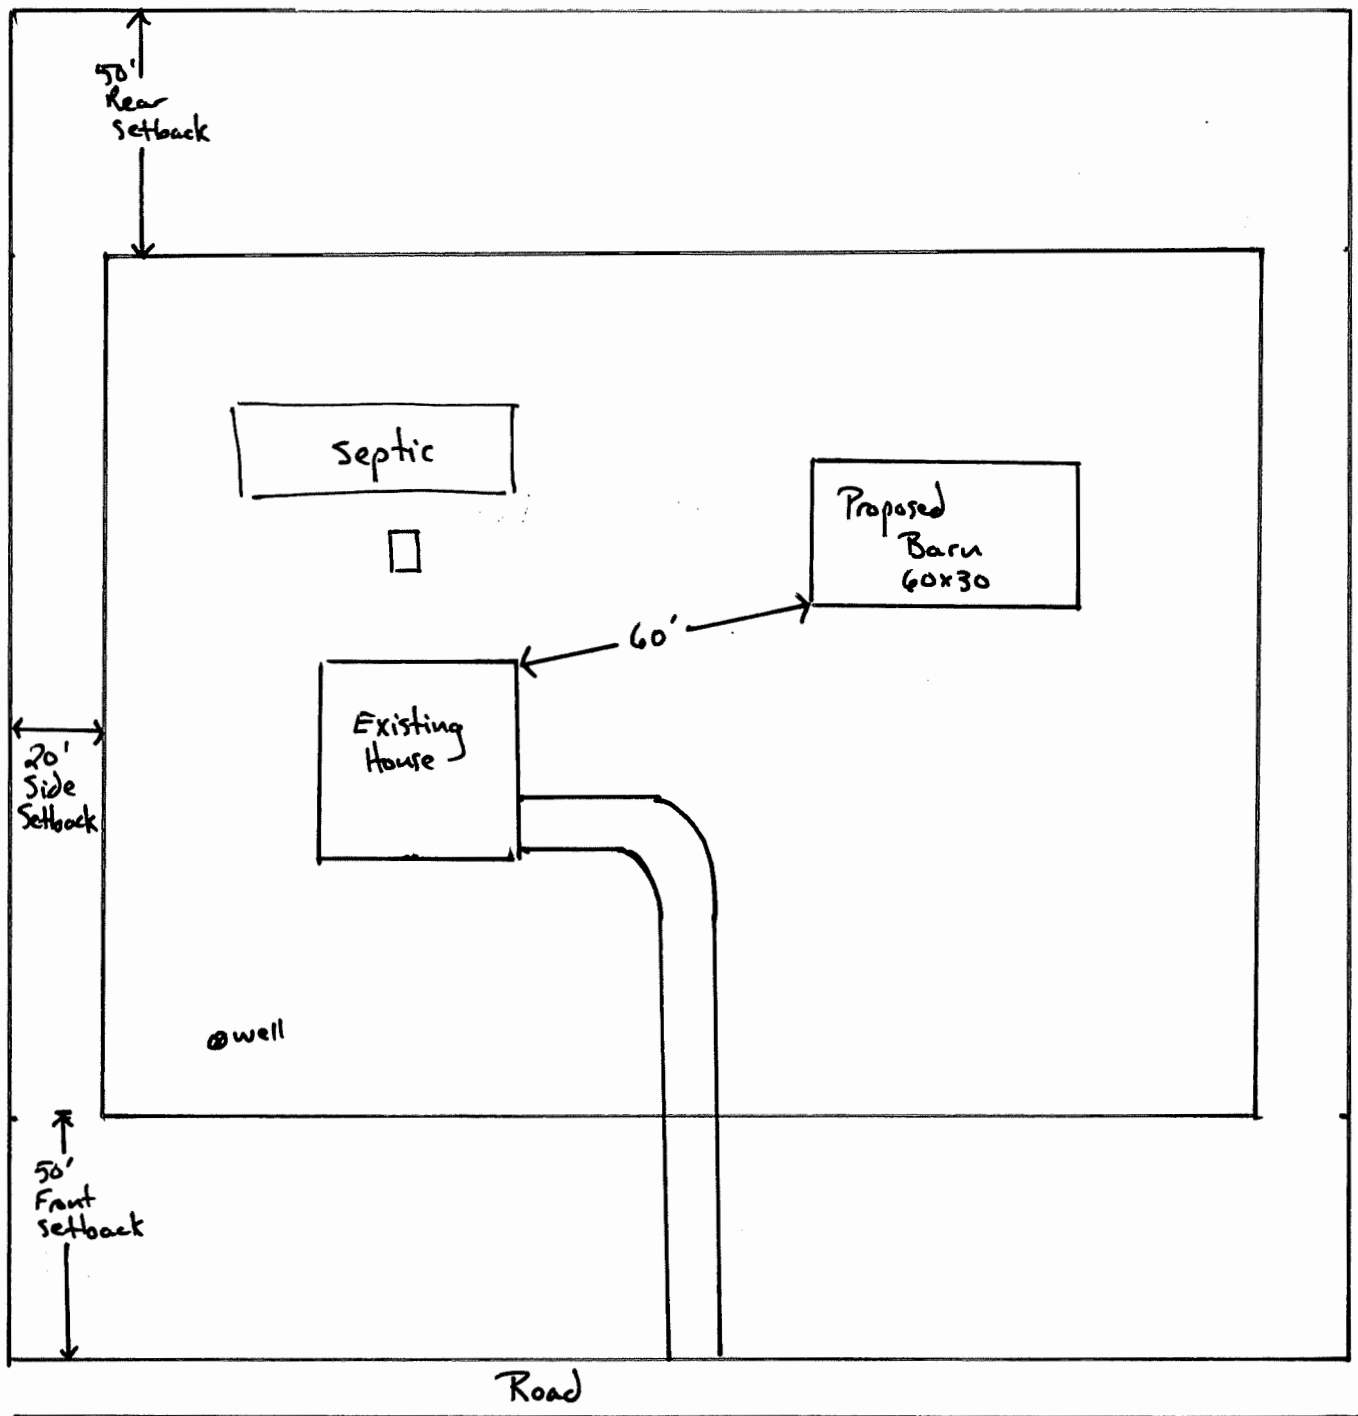 50'
Rear
Setback
Septic
Proposed
Barn
60x30
60'
Existing
House
20'
Side
Setback
well
50'
Front
Setback
Road